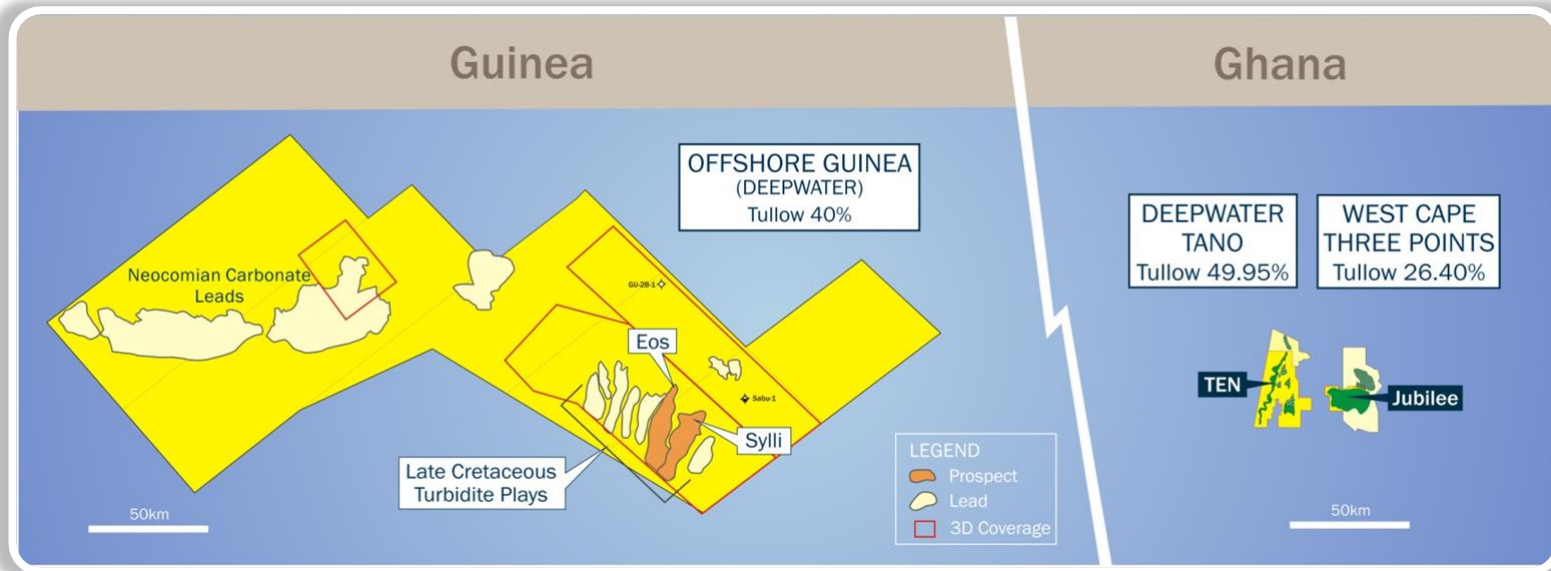 Guinea
Ghana
OFFSHORE GUINEA
(DEEPWATER)
Tullow 40%
DEEPWATER
TANO
Tullow 49.95%
WEST CAPE
THREE POINTS
Tullow 26.40%
Neocomian Carbonate
Leads
GU-2B-1
Eos
Sabu-1
Sylli
Late Cretaceous
Turbidite Plays
TEN
Jubilee
LEGEND
Prospect
Lead
3D Coverage
50km
50km